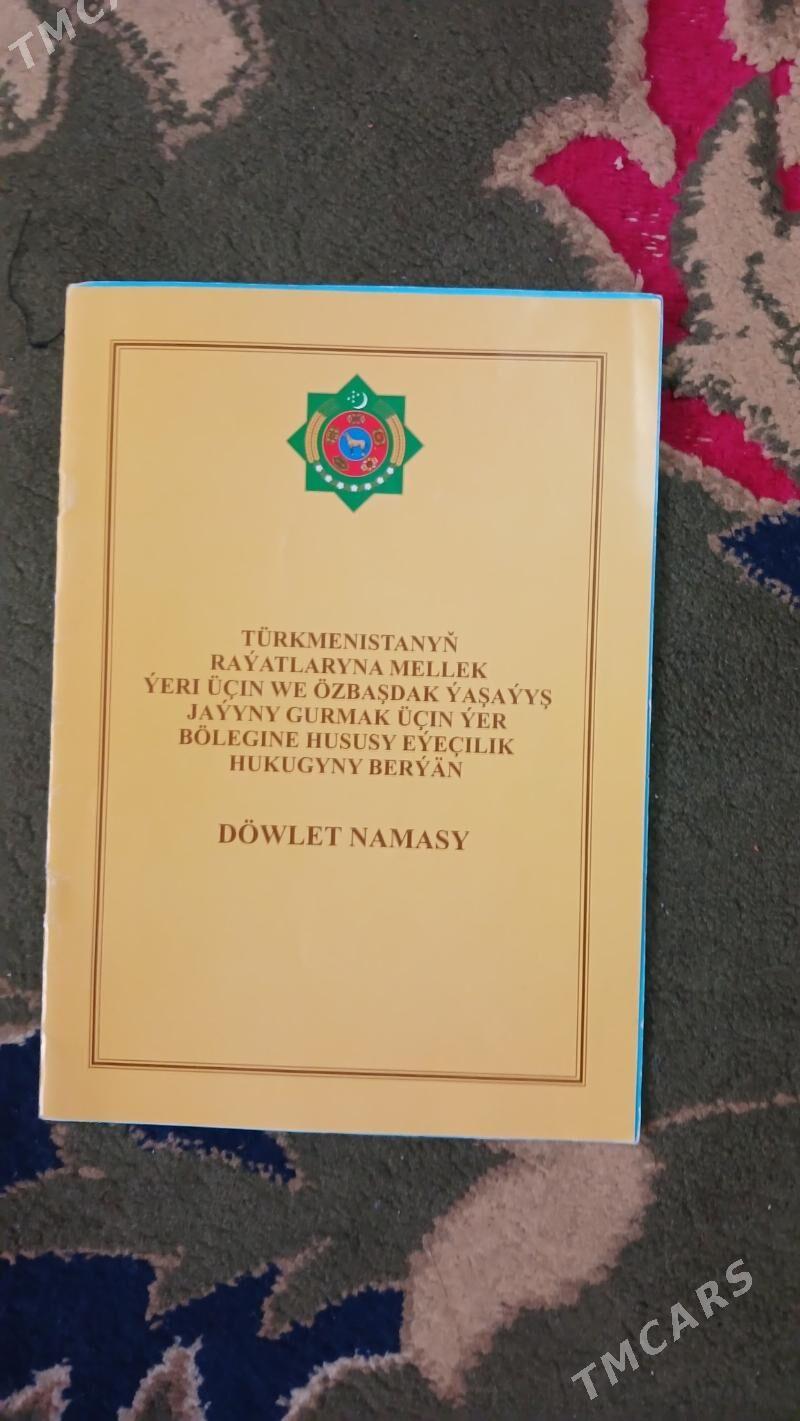 TMCARS
TÜRKMENISTANYŇ
RAÝATLARYNA MELLEK
ÝERI ÜÇIN WE ÖZBAŞDAK ÝAŞAÝYŞ
JAÝYNY GURMAK ÜÇIN ÝER
BÖLEGINE HUSUSY EÝEÇILIK
HUKUGYNY BERÝÄN
DÖWLET NAMASY
TMCARS